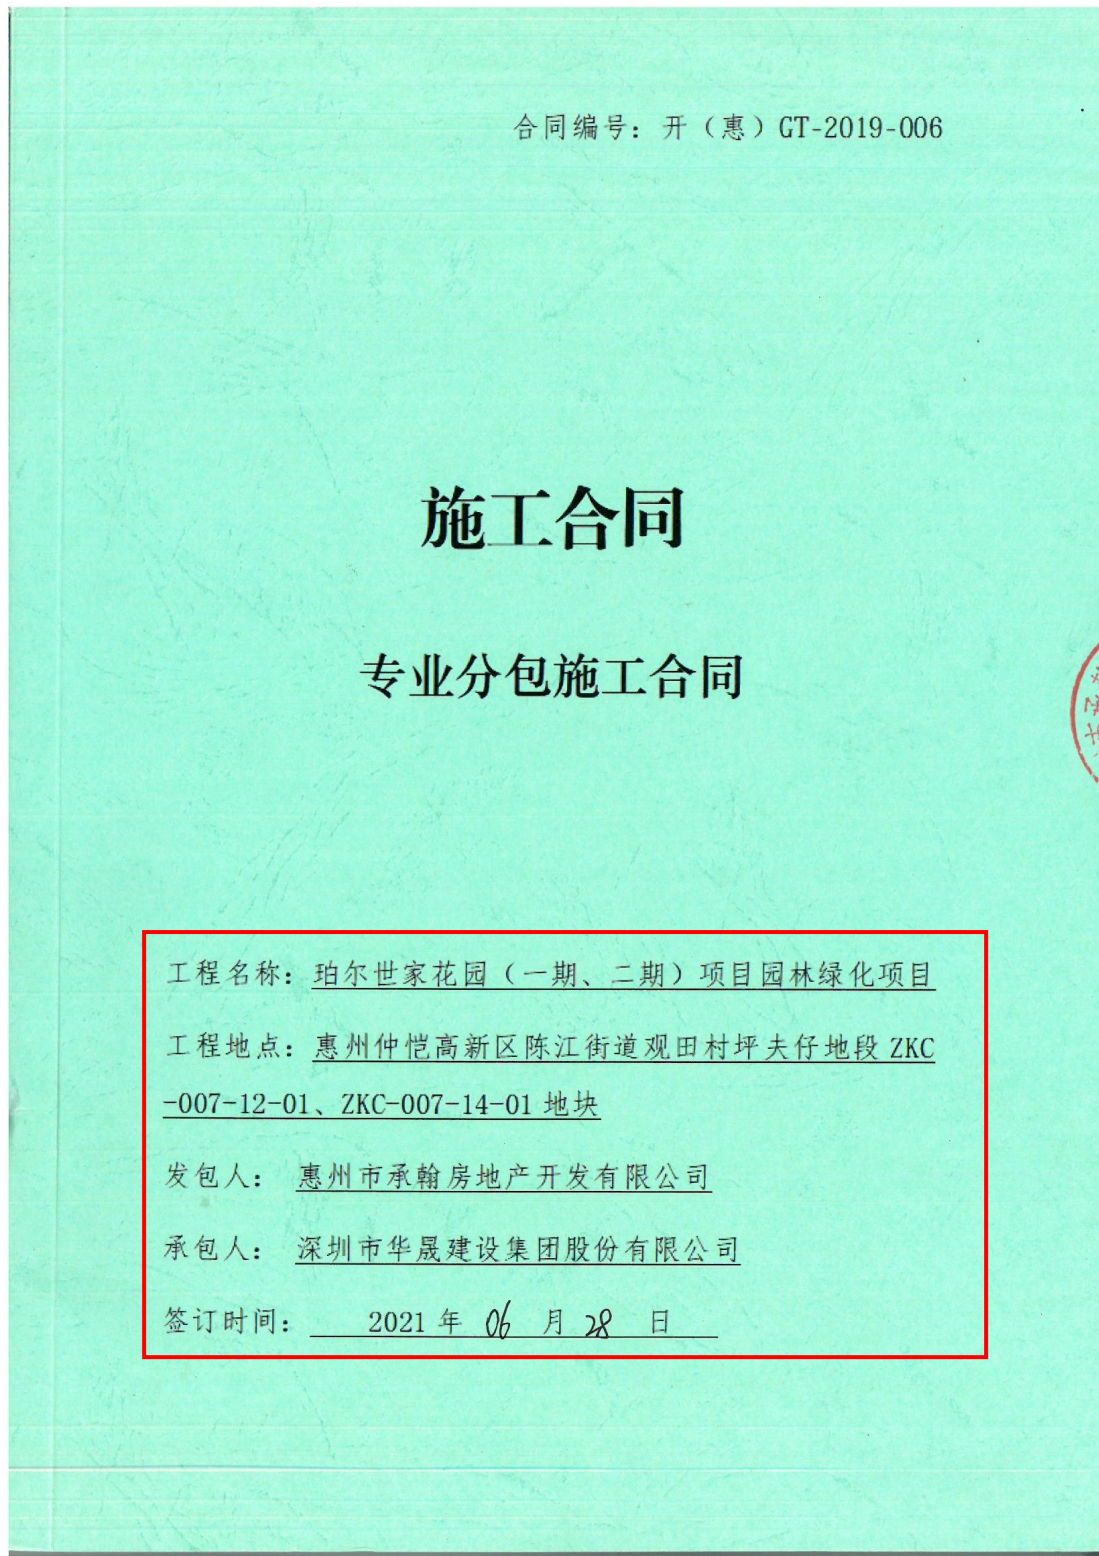 合同编号：开（惠）GT-2019-006
施工合同
专业分包施工合同
工程名称：珀尔世家花园（一期、二期）项目园林绿化项目
工程地点：惠州仲恺高新区陈江街道观田村坪夫仔地段 ZKC
-007-12-01、ZKC-007-14-01 地块
发包人： 惠州市承翰房地产开发有限公司
承包人： 深圳市华晟建设集团股份有限公司
签订时间： 2021 年 06 月 28 日